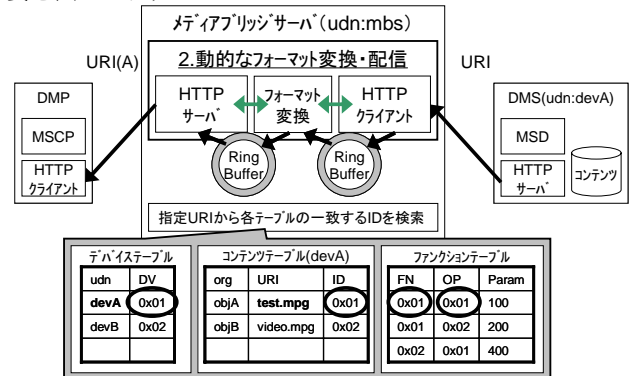 メディアブリッジサーバ(udn:mbs)
URI(A)
2.動的なフォーマット変換・配信
URI
HTTP
サーバ
フォーマット
変換
HTTP
クライアント
DMP
MSCP
HTTP
クライアント
DMS(udn:devA)
MSD
HTTP
サーバ
コンテンツ
Ring
Buffer
Ring
Buffer
指定URIから各テーブルの一致するIDを検索
デバイステーブル
udn DV
devA 0x01
devB 0x02
コンテンツテーブル(devA)
org URI ID
objA test.mpg 0x01
objB video.mpg 0x02
ファンクションテーブル
FN OP Param
0x01 0x01 100
0x01 0x02 200
0x02 0x01 400